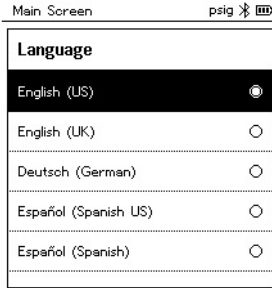 Main Screen psig
Language
English (US)
English (UK)
Deutsch (German)
Español (Spanish US)
Español (Spanish)